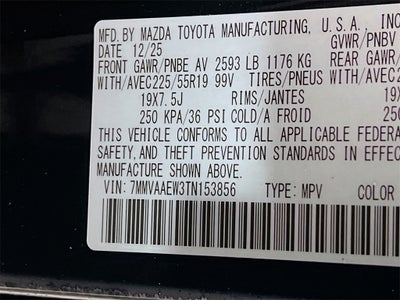 MFD.BY MAZDA TOYOTA MANUFACTURING, U.S.A., INC
DATE 12/25 GVWR/PNBV
FRONT GAWR/PNBE AV 2593 LB 1176 KG REAR GAWR/
WITH/AVEC225/55R19 99V TIRES/PNEUS WITH/AVEC2
19X7.5J RIMS/JANTES 19X
250 KPA/36 PSI COLD/A FROID 250
THIS VEHICLE CONFORMS TO ALL APPLICABLE FEDERA
SAFETY, AND THEFT PREVENTION STANDARDS IN EFFEC
MANUFACTURE SHOWN ABOVE.
VIN: 7MMVAAEW3TN153856 TYPE: MPV COLOR